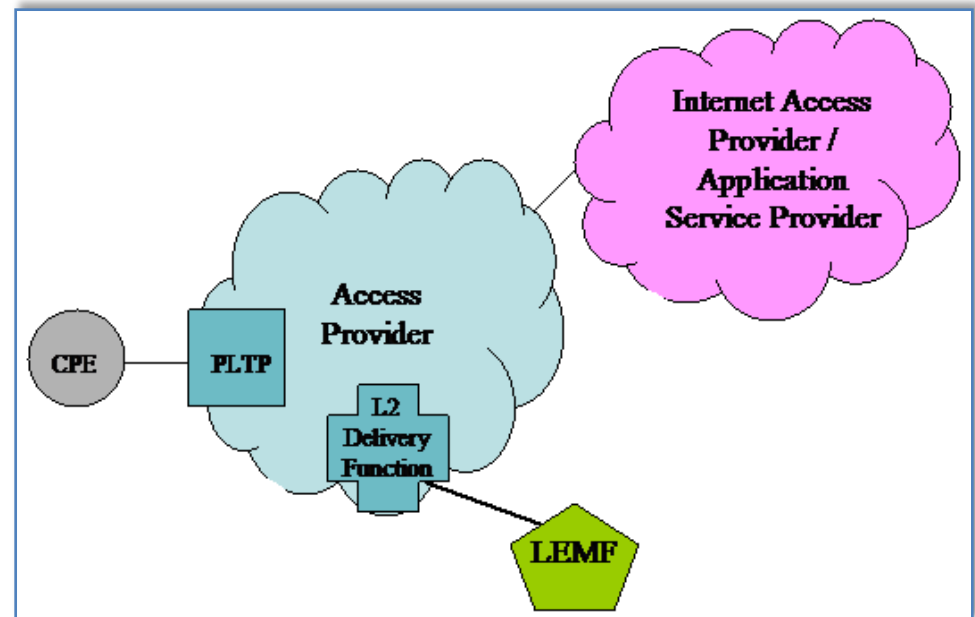 Internet Access
Provider /
Application
Service Provider
Access
Provider
CPE
PLTP
L2
Delivery
Function
LEMF